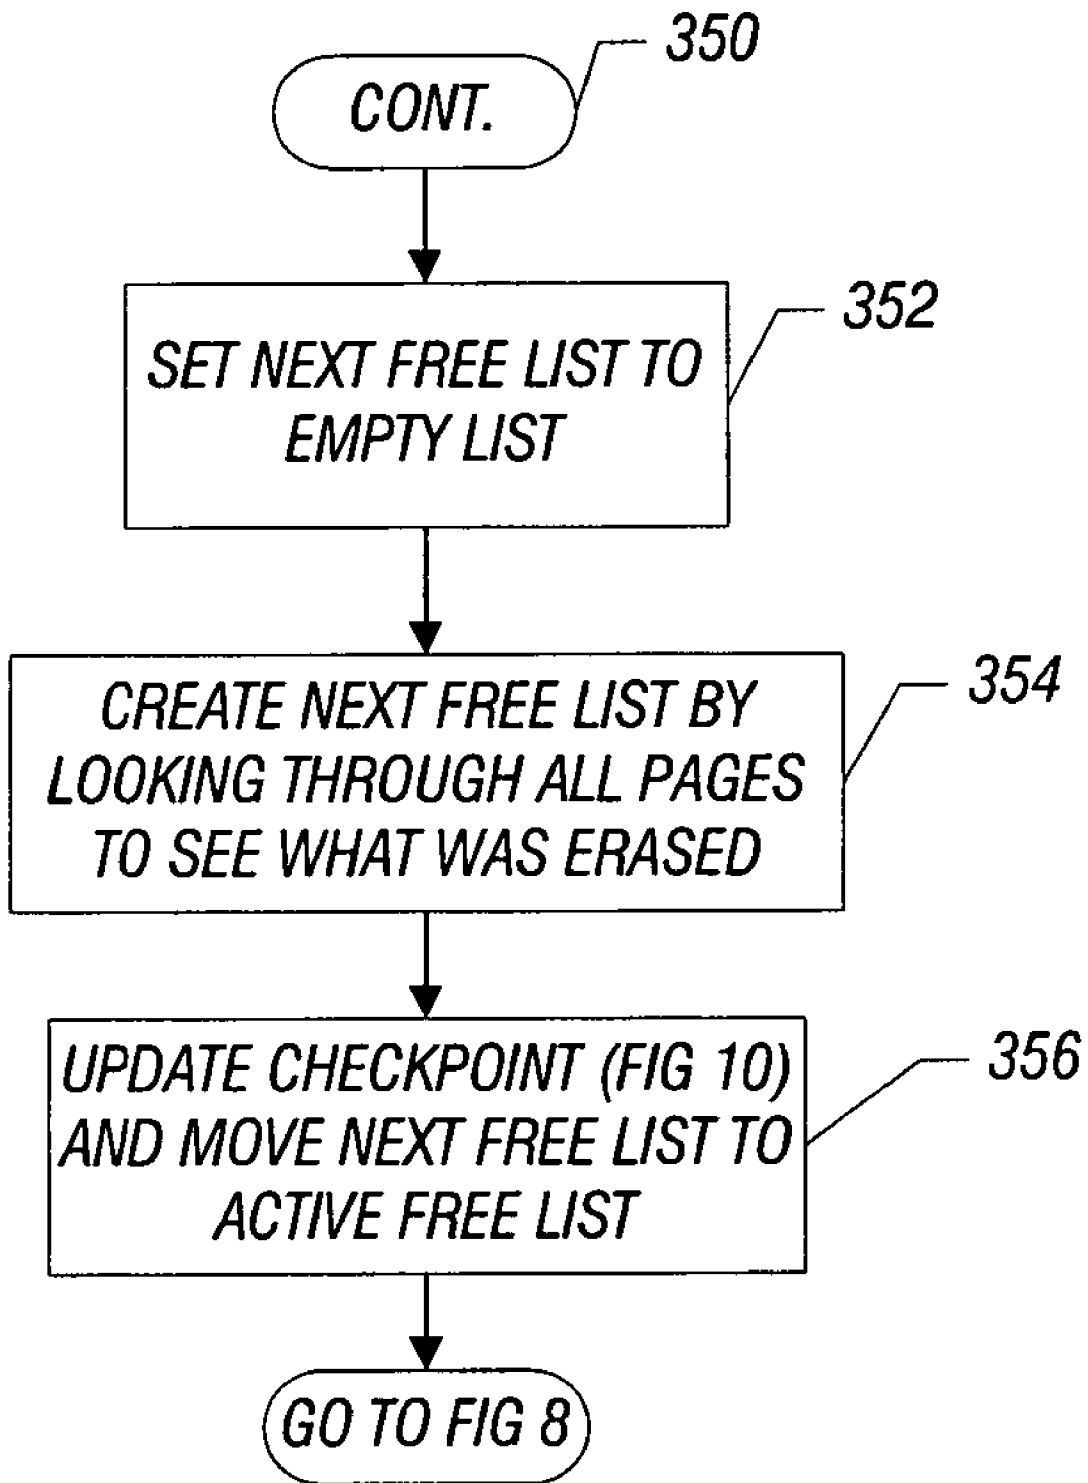 350
CONT.
352
SET NEXT FREE LIST TO
EMPTY LIST
354
CREATE NEXT FREE LIST BY
LOOKING THROUGH ALL PAGES
TO SEE WHAT WAS ERASED
356
UPDATE CHECKPOINT (FIG 10)
AND MOVE NEXT FREE LIST TO
ACTIVE FREE LIST
GO TO FIG 8